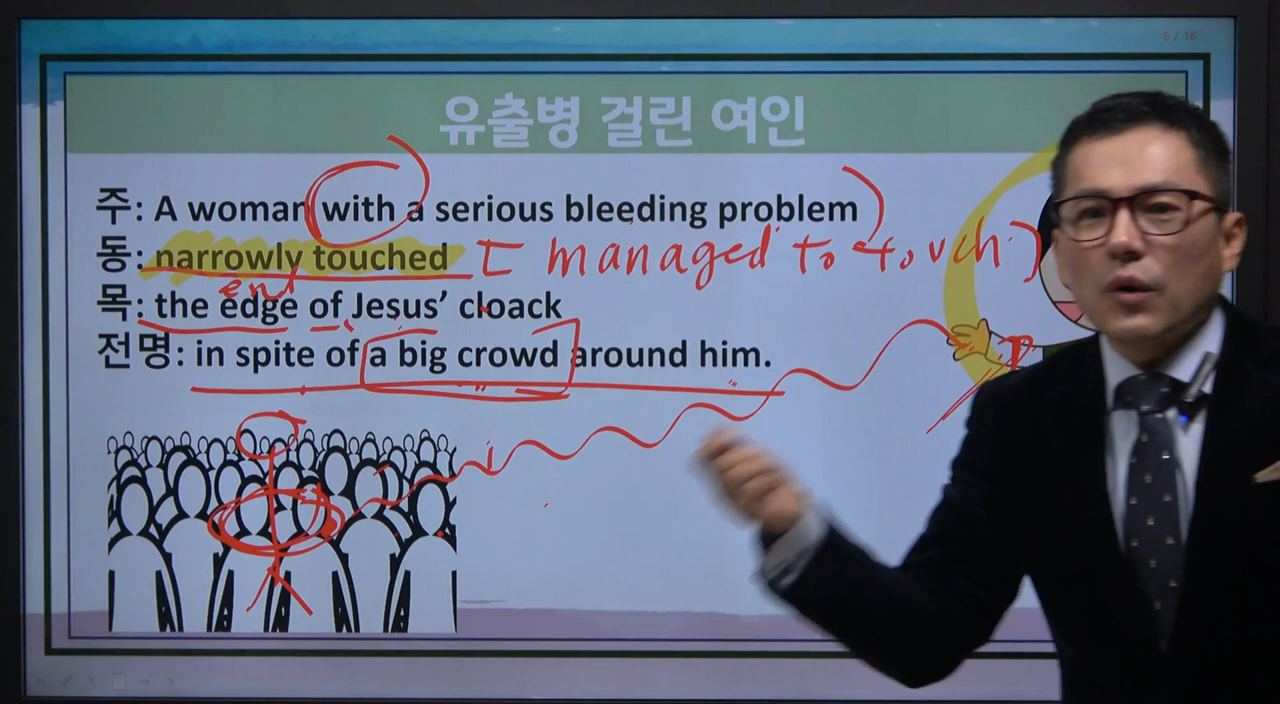 6 / 16
유출병 걸린 여인
주: A woman with a serious bleeding problem
동: narrowly touched [ managed to touch )
end
목: the edge of Jesus’ cloack
전명: in spite of a big crowd around him.